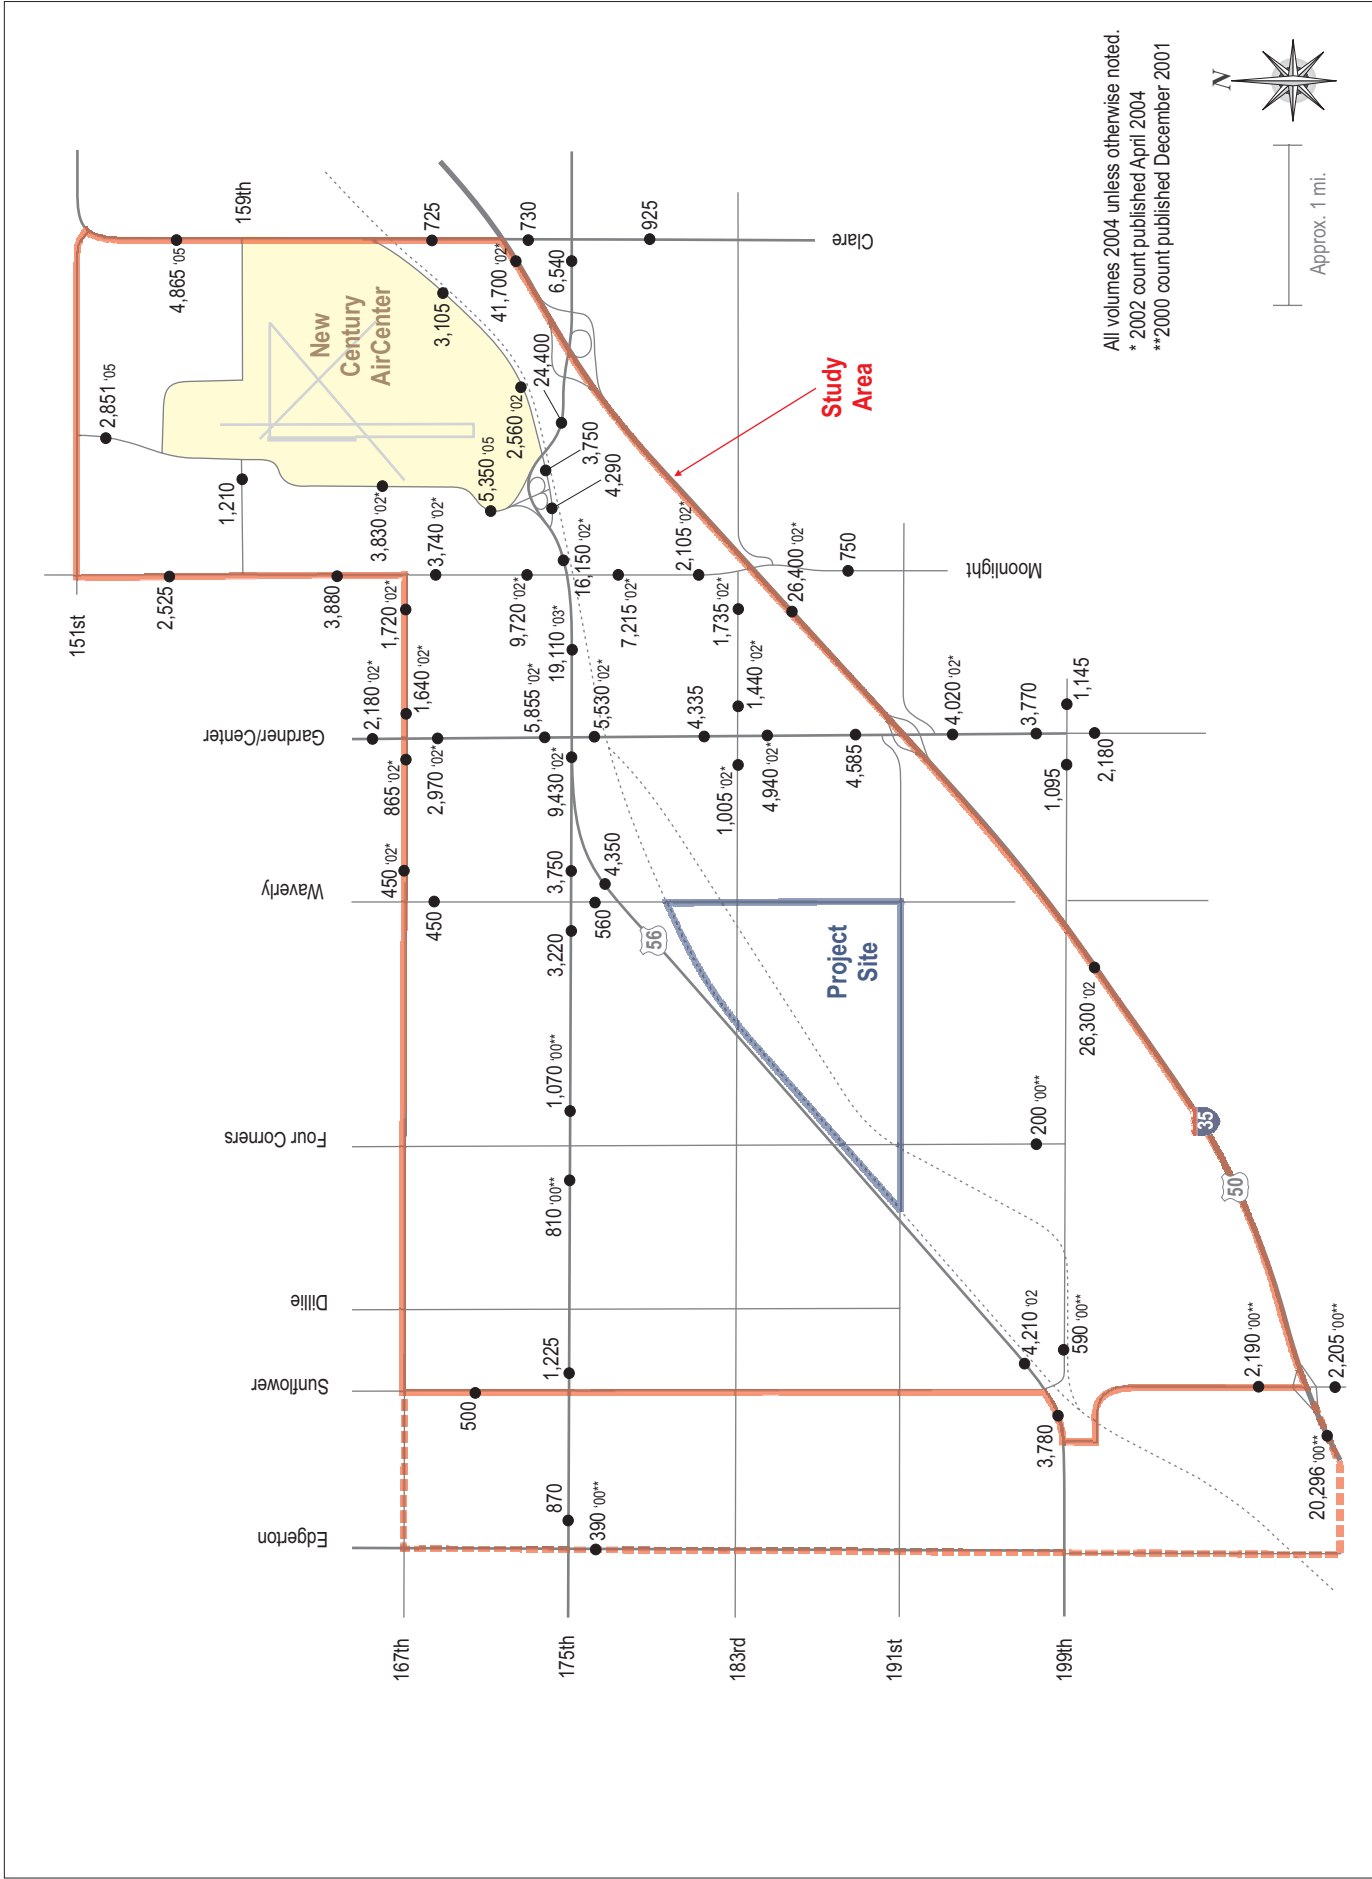 151st
159th
167th
175th
183rd
191st
199th
Edgerton
Sunflower
Dillie
Four Corners
Waverly
Gardner/Center
Moonlight
Clare
New
Century
AirCenter
Study
Area
Project
Site
56
50
35
2,851 '05
4,865 '05
1,210
2,525
3,880
3,830 '02*
3,740 '02*
725
730
925
3,105
41,700 '02*
6,540
2,560 '02
24,400
5,350 '05
3,750
4,290
16,150 '02*
19,110 '03*
9,720 '02*
7,215 '02*
2,105 '02*
1,735 '02*
26,400 '02*
750
1,720 '02*
1,640 '02*
2,180 '02*
865 '02*
2,970 '02*
450 '02*
450
5,855 '02*
5,530 '02*
9,430 '02*
4,335
1,440 '02*
1,005 '02*
4,940 '02*
4,585
4,020 '02*
3,770
1,145
1,095
2,180
3,750
4,350
560
3,220
1,070 '00**
810 '00**
1,225
500
870
390 '00**
26,300 '02
200 '00**
4,210 '02
590 '00**
3,780
2,190 '00**
2,205 '00**
20,296 '00**
All volumes 2004 unless otherwise noted.
* 2002 count published April 2004
**2000 count published December 2001
N
Approx. 1 mi.